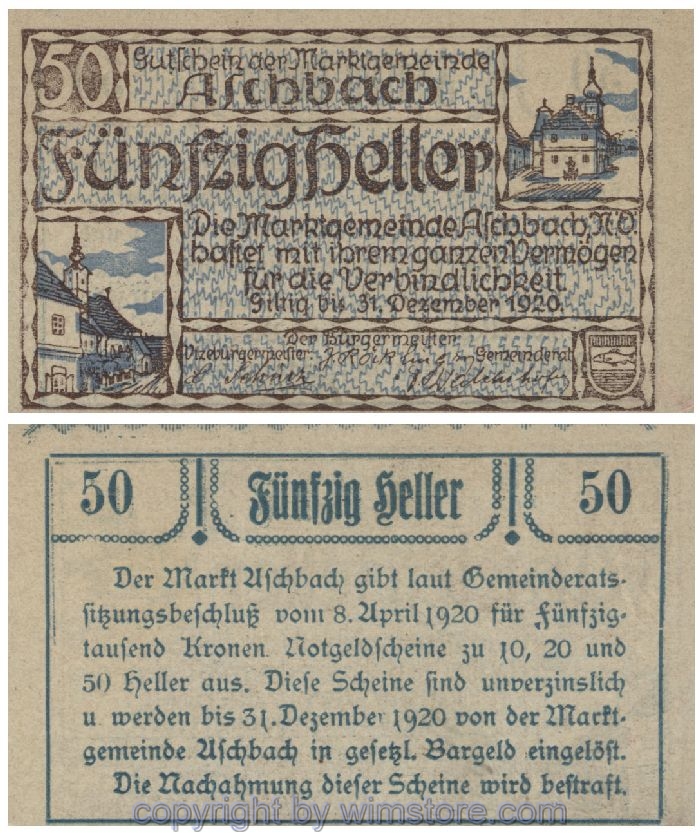 50
Gutschein der Marktgemeinde
Aschbach
Fünfzig Heller
Die Marktgemeinde Aschbach, N.Ö.
haftet mit ihrem ganzen Vermögen
für die Verbindlichkeit
Giltig bis 31. Dezember 1920.
Der Bürgermeister:
Vizebürgermeister: Gemeinderat
50 Fünfzig Heller 50
Der Markt Aschbach gibt laut Gemeinderats-
sitzungsbeschluß vom 8. April 1920 für Fünfzig-
tausend Kronen Notgeldscheine zu 10, 20 und
50 Heller aus. Diese Scheine sind unverzinslich
u. werden bis 31. Dezember 1920 von der Markt-
gemeinde Aschbach in gesetzl. Bargeld eingelöst.
Die Nachahmung dieser Scheine wird bestraft.
copyright by wimstore.com